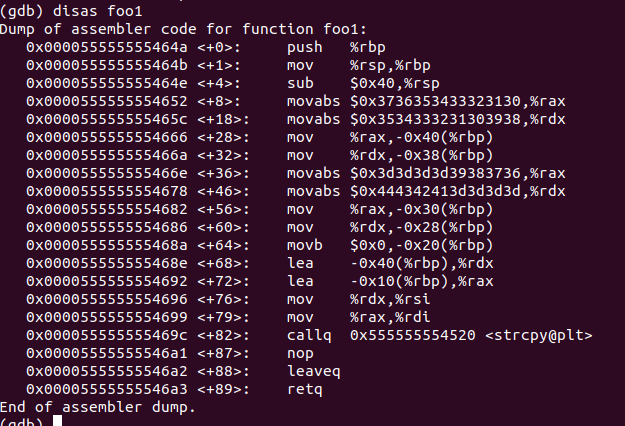 (gdb) disas foo1
Dump of assembler code for function foo1:
   0x000055555555464a <+0>:     push   %rbp
   0x000055555555464b <+1>:     mov    %rsp,%rbp
   0x000055555555464e <+4>:     sub    $0x40,%rsp
   0x0000555555554652 <+8>:     movabs $0x3736353433323130,%rax
   0x000055555555465c <+18>:    movabs $0x3534333231303938,%rdx
   0x0000555555554666 <+28>:    mov    %rax,-0x40(%rbp)
   0x000055555555466a <+32>:    mov    %rdx,-0x38(%rbp)
   0x000055555555466e <+36>:    movabs $0x3d3d3d3d39383736,%rax
   0x0000555555554678 <+46>:    movabs $0x444342413d3d3d3d,%rdx
   0x0000555555554682 <+56>:    mov    %rax,-0x30(%rbp)
   0x0000555555554686 <+60>:    mov    %rdx,-0x28(%rbp)
   0x000055555555468a <+64>:    movb   $0x0,-0x20(%rbp)
   0x000055555555468e <+68>:    lea    -0x40(%rbp),%rdx
   0x0000555555554692 <+72>:    lea    -0x10(%rbp),%rax
   0x0000555555554696 <+76>:    mov    %rdx,%rsi
   0x0000555555554699 <+79>:    mov    %rax,%rdi
   0x000055555555469c <+82>:    callq  0x555555554520 <strcpy@plt>
   0x00005555555546a1 <+87>:    nop
   0x00005555555546a2 <+88>:    leaveq
   0x00005555555546a3 <+89>:    retq
End of assembler dump.
(gdb)